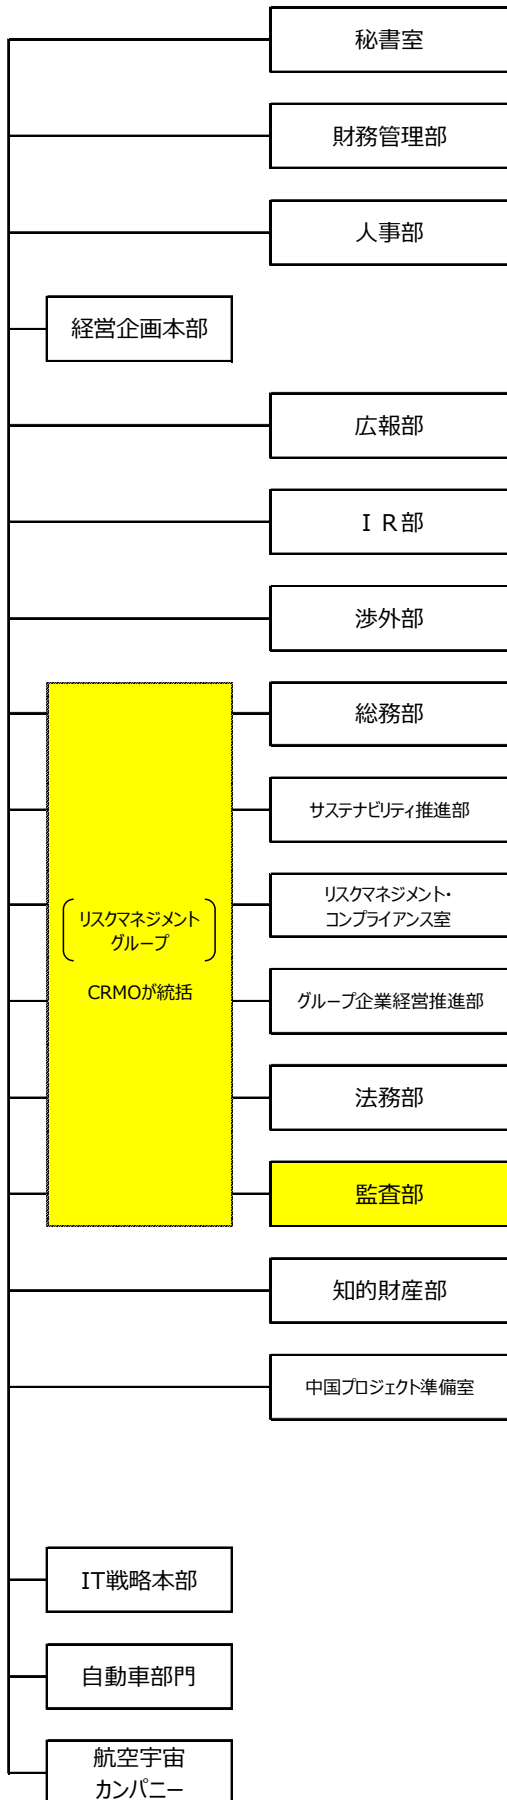 秘書室
財務管理部
人事部
経営企画本部
広報部
ＩＲ部
渉外部
総務部
サステナビリティ推進部
リスクマネジメント・
コンプライアンス室
リスクマネジメント
グループ
CRMOが統括
グループ企業経営推進部
法務部
監査部
知的財産部
中国プロジェクト準備室
IT戦略本部
自動車部門
航空宇宙
カンパニー